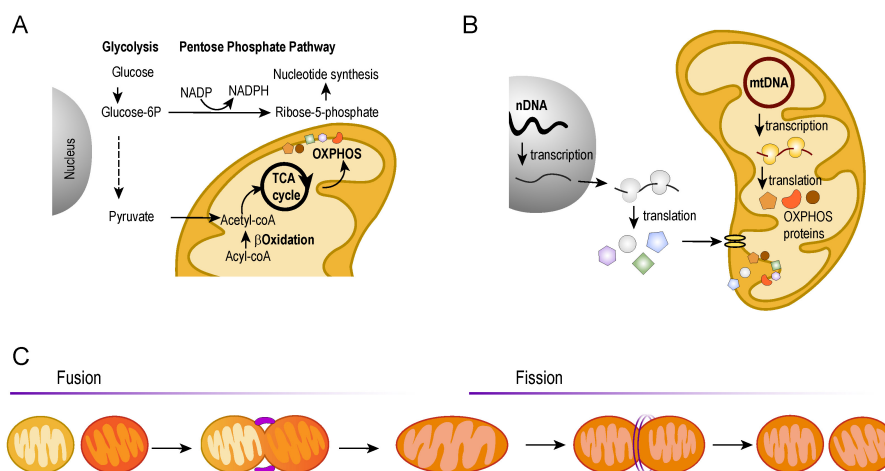 A
Glycolysis
Pentose Phosphate Pathway
Glucose
NADP
NADPH
Nucleotide synthesis
Glucose-6P
Ribose-5-phosphate
Nucleus
OXPHOS
TCA
cycle
Pyruvate
Acetyl-coA
βOxidation
Acyl-coA
B
nDNA
transcription
translation
mtDNA
transcription
translation
OXPHOS
proteins
C
Fusion
Fission